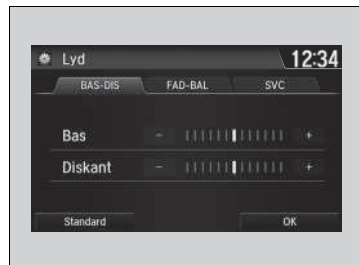 Lyd 12:34
BAS-DIS FAD-BAL SVC
Bas - +
Diskant - +
Standard OK